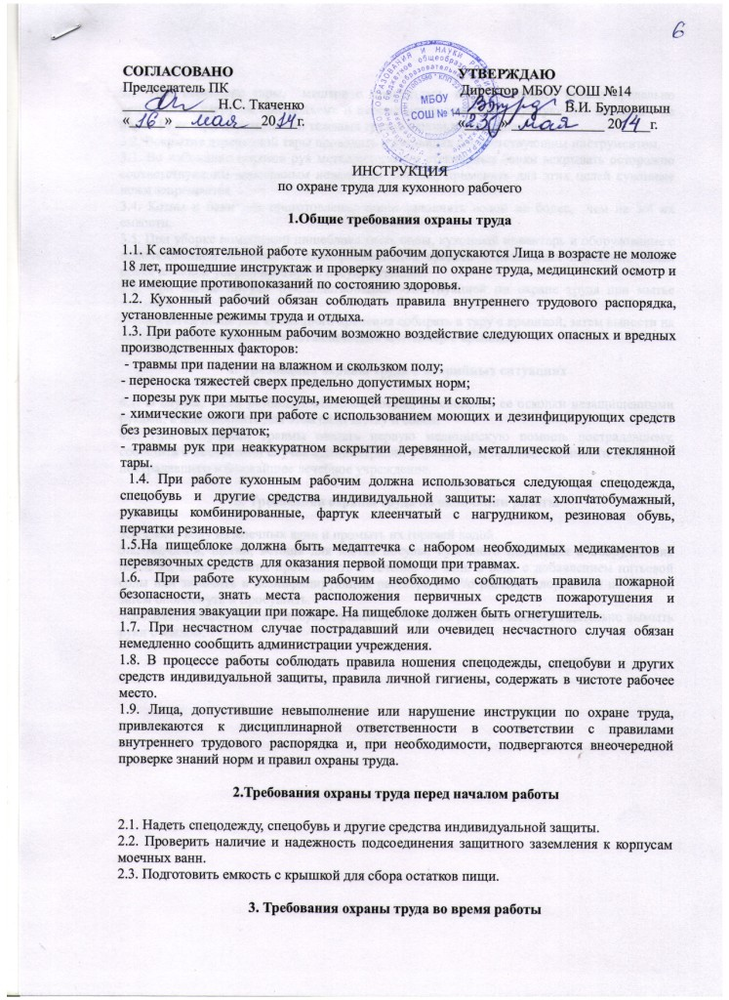 6
СОГЛАСОВАНО УТВЕРЖДАЮ
Председатель ПК Директор МБОУ СОШ №14
Н.С. Ткаченко В.И. Бурдовицын
« 16 » мая 2014г. «23» мая 2014г.
МБОУ
СОШ № 14
ИНСТРУКЦИЯ
по охране труда для кухонного рабочего
1.Общие требования охраны труда
1.1. К самостоятельной работе кухонным рабочим допускаются Лица в возрасте не моложе
18 лет, прошедшие инструктаж и проверку знаний по охране труда, медицинский осмотр и
не имеющие противопоказаний по состоянию здоровья.
1.2. Кухонный рабочий обязан соблюдать правила внутреннего трудового распорядка,
установленные режимы труда и отдыха.
1.3. При работе кухонным рабочим возможно воздействие следующих опасных и вредных
производственных факторов:
- травмы при падении на влажном и скользком полу;
- переноска тяжестей сверх предельно допустимых норм;
- порезы рук при мытье посуды, имеющей трещины и сколы;
- химические ожоги при работе с использованием моющих и дезинфицирующих средств
без резиновых перчаток;
- травмы рук при неаккуратном вскрытии деревянной, металлической или стеклянной
тары.
1.4. При работе кухонным рабочим должна использоваться следующая спецодежда,
спецобувь и другие средства индивидуальной защиты: халат хлопчатобумажный,
рукавицы комбинированные, фартук клеенчатый с нагрудником, резиновая обувь,
перчатки резиновые.
1.5.На пищеблоке должна быть медаптечка с набором необходимых медикаментов и
перевязочных средств для оказания первой помощи при травмах.
1.6. При работе кухонным рабочим необходимо соблюдать правила пожарной
безопасности, знать места расположения первичных средств пожаротушения и
направления эвакуации при пожаре. На пищеблоке должен быть огнетушитель.
1.7. При несчастном случае пострадавший или очевидец несчастного случая обязан
немедленно сообщить администрации учреждения.
1.8. В процессе работы соблюдать правила ношения спецодежды, спецобуви и других
средств индивидуальной защиты, правила личной гигиены, содержать в чистоте рабочее
место.
1.9. Лица, допустившие невыполнение или нарушение инструкции по охране труда,
привлекаются к дисциплинарной ответственности в соответствии с правилами
внутреннего трудового распорядка и, при необходимости, подвергаются внеочередной
проверке знаний норм и правил охраны труда.
2.Требования охраны труда перед началом работы
2.1. Надеть спецодежду, спецобувь и другие средства индивидуальной защиты.
2.2. Проверить наличие и надежность подсоединения защитного заземления к корпусам
моечных ванн.
2.3. Подготовить емкость с крышкой для сбора остатков пищи.
3. Требования охраны труда во время работы